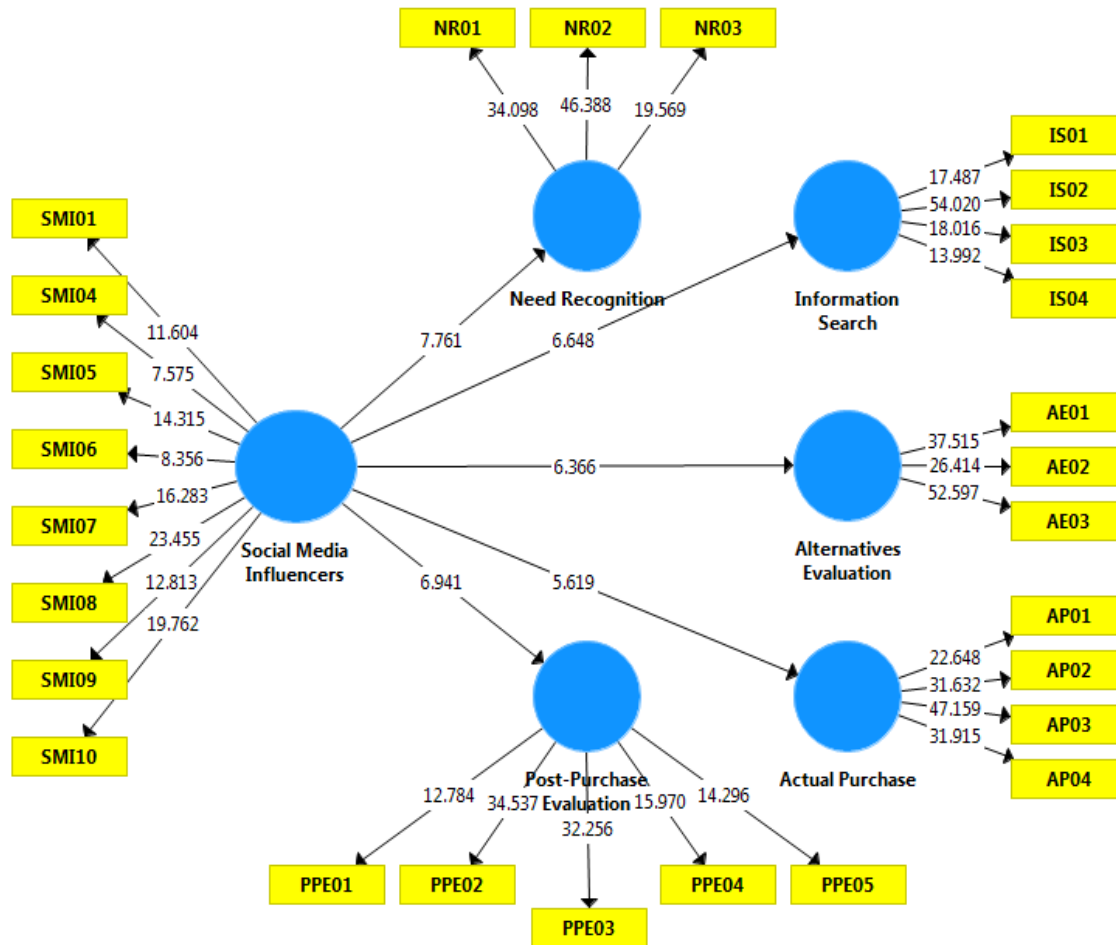 NR01
NR02
NR03
34.098
46.388
19.569
IS01
17.487
IS02
54.020
18.016
IS03
13.992
IS04
Need Recognition
Information
Search
SMI01
SMI04
SMI05
SMI06
SMI07
SMI08
SMI09
SMI10
11.604
7.575
14.315
8.356
16.283
23.455
12.813
19.762
Social Media
Influencers
7.761
6.648
6.366
6.941
5.619
AE01
37.515
26.414
AE02
52.597
AE03
Alternatives
Evaluation
AP01
22.648
31.632
AP02
47.159
AP03
31.915
AP04
Actual Purchase
Post-Purchase
Evaluation
12.784
34.537
32.256
15.970
14.296
PPE01
PPE02
PPE03
PPE04
PPE05